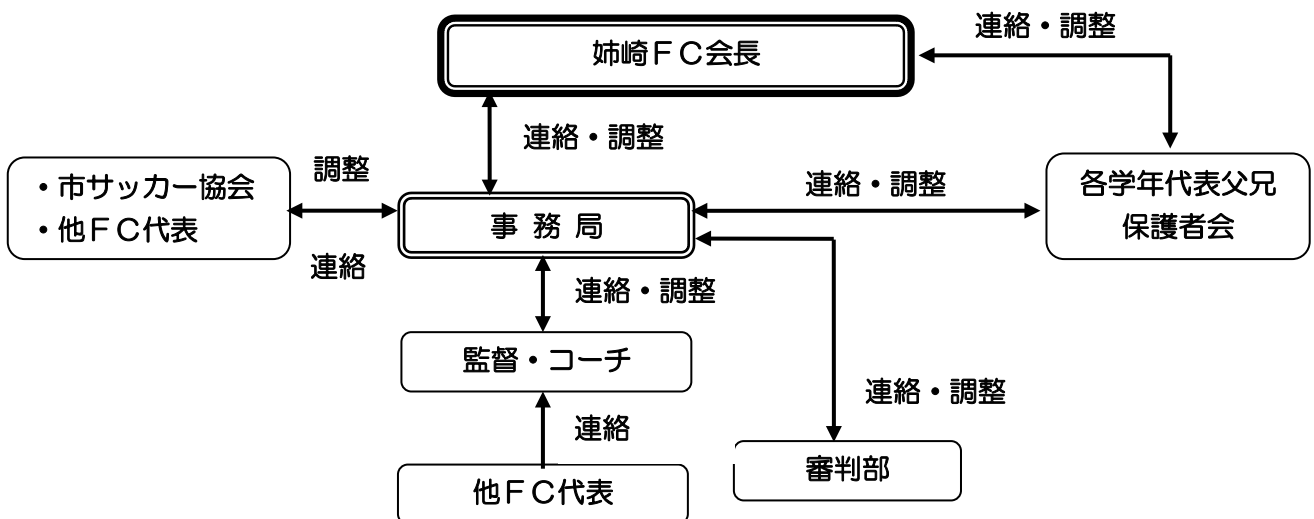 連絡・調整
姉崎ＦＣ会長
連絡・調整
調整
・市サッカー協会
・他ＦＣ代表
連絡
事 務 局
連絡・調整
各学年代表父兄
保護者会
連絡・調整
監督・コーチ
連絡・調整
連絡
審判部
他ＦＣ代表